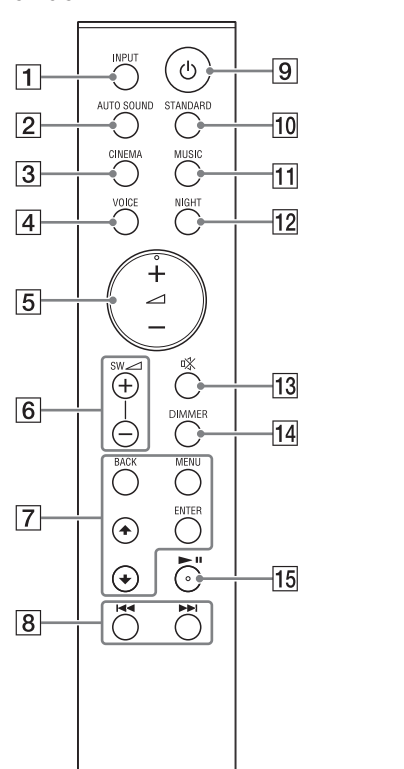 INPUT
1
9
2
AUTO SOUND
STANDARD
10
3
CINEMA
MUSIC
11
4
VOICE
NIGHT
12
5
+
–
6
SW
+
–
13
DIMMER
14
7
BACK
MENU
ENTER
15
8